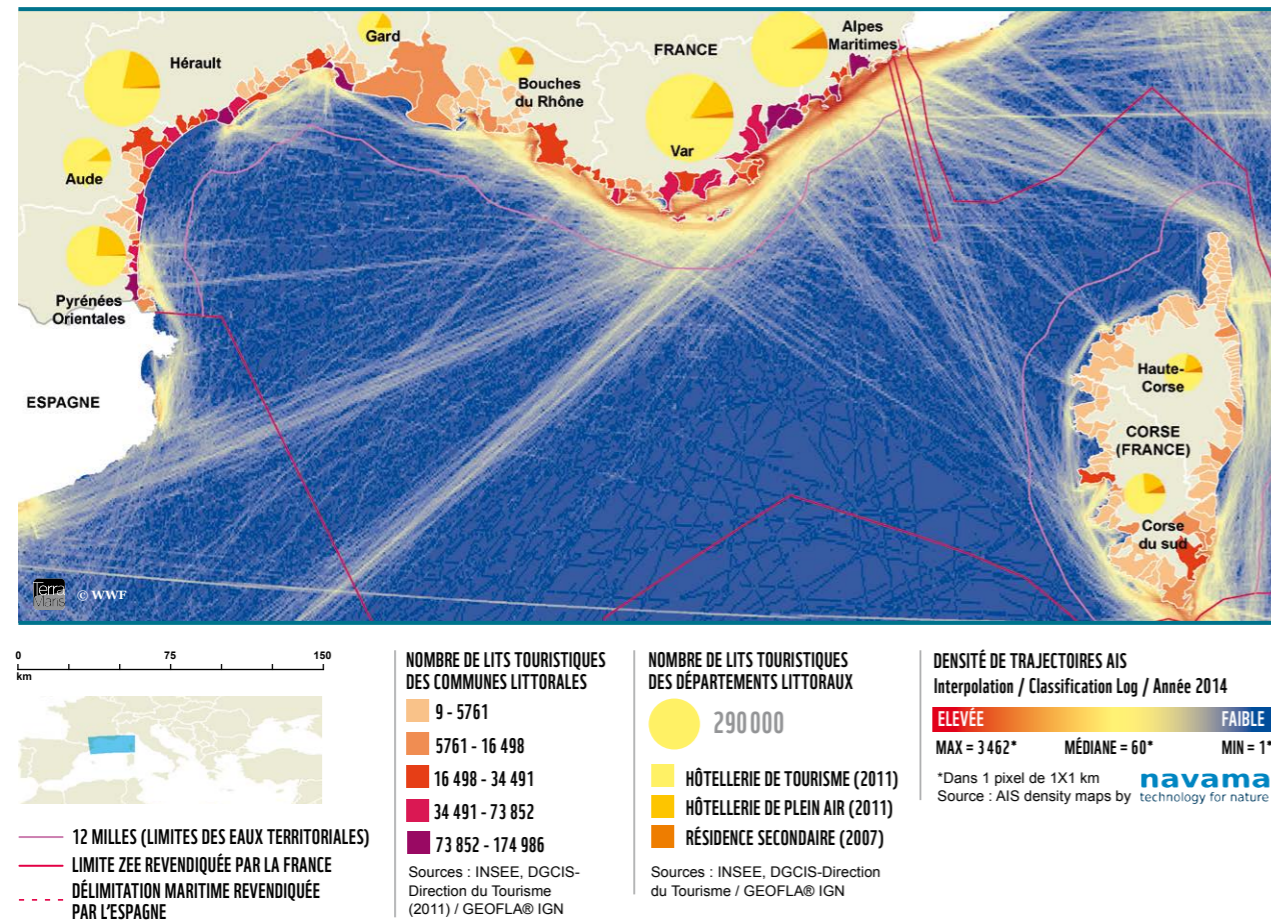 Gard
Hérault
FRANCE
Alpes
Maritimes
Bouches
du Rhône
Var
Aude
Pyrénées
Orientales
ESPAGNE
Haute-
Corse
CORSE
(FRANCE)
Corse
du sud
Terra
Maris
© WWF
0
75
150
km
12 MILLES (LIMITES DES EAUX TERRITORIALES)
LIMITE ZEE REVENDIQUÉE PAR LA FRANCE
DÉLIMITATION MARITIME REVENDIQUÉE
PAR L'ESPAGNE
NOMBRE DE LITS TOURISTIQUES
DES COMMUNES LITTORALES
9 - 5761
5761 - 16 498
16 498 - 34 491
34 491 - 73 852
73 852 - 174 986
Sources : INSEE, DGCIS-
Direction du Tourisme
(2011) / GEOFLA® IGN
NOMBRE DE LITS TOURISTIQUES
DES DÉPARTEMENTS LITTORAUX
290 000
HÔTELLERIE DE TOURISME (2011)
HÔTELLERIE DE PLEIN AIR (2011)
RÉSIDENCE SECONDAIRE (2007)
Sources : INSEE, DGCIS-Direction
du Tourisme / GEOFLA® IGN
DENSITÉ DE TRAJECTOIRES AIS
Interpolation / Classification Log / Année 2014
ELEVÉE
FAIBLE
MAX = 3 462*
MÉDIANE = 60*
MIN = 1*
*Dans 1 pixel de 1X1 km
Source : AIS density maps by
navama
technology for nature